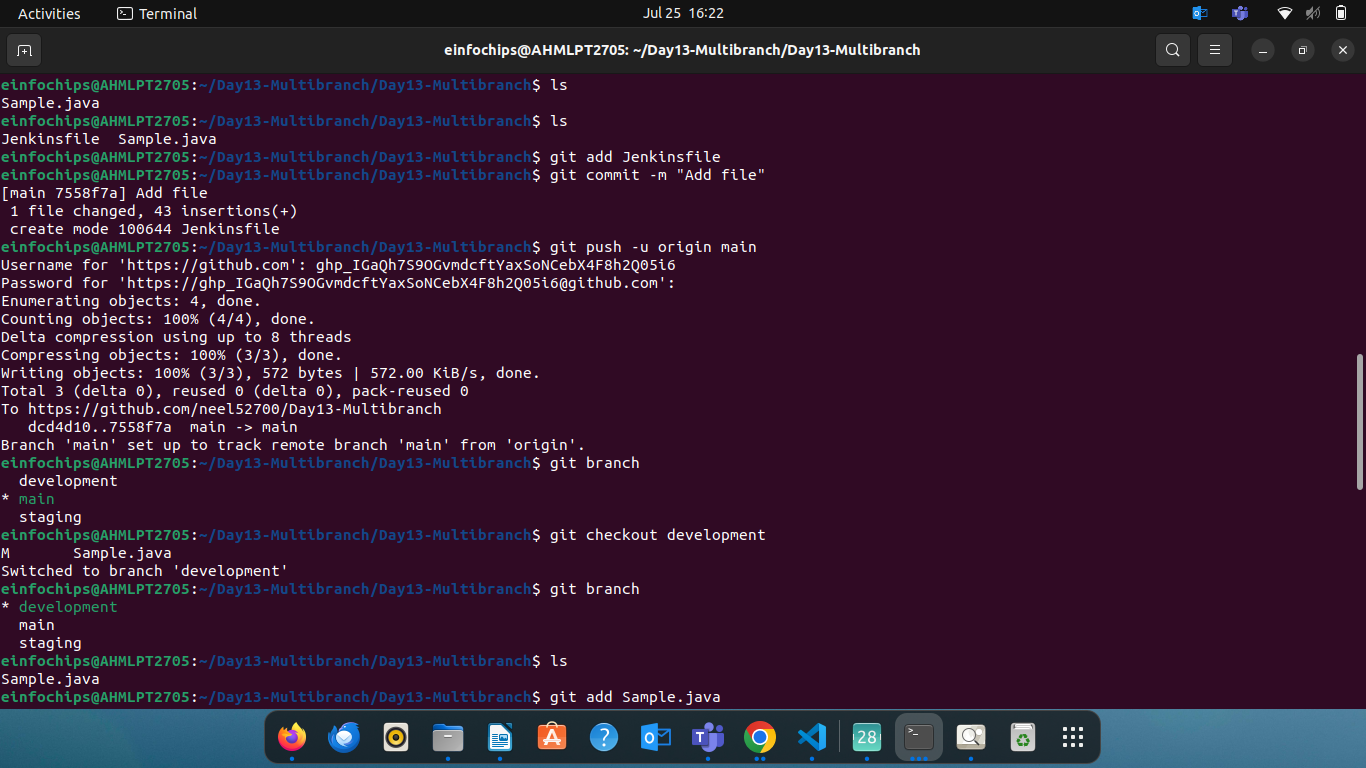 Activities
Terminal
Jul 25 16:22
einfochips@AHMLPT2705: ~/Day13-Multibranch/Day13-Multibranch
einfochips@AHMLPT2705:~/Day13-Multibranch/Day13-Multibranch$ ls
Sample.java
einfochips@AHMLPT2705:~/Day13-Multibranch/Day13-Multibranch$ ls
Jenkinsfile  Sample.java
einfochips@AHMLPT2705:~/Day13-Multibranch/Day13-Multibranch$ git add Jenkinsfile
einfochips@AHMLPT2705:~/Day13-Multibranch/Day13-Multibranch$ git commit -m "Add file"
[main 7558f7a] Add file
 1 file changed, 43 insertions(+)
 create mode 100644 Jenkinsfile
einfochips@AHMLPT2705:~/Day13-Multibranch/Day13-Multibranch$ git push -u origin main
Username for 'https://github.com': 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
Password for 'https://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@github.com':
Enumerating objects: 4, done.
Counting objects: 100% (4/4), done.
Delta compression using up to 8 threads
Compressing objects: 100% (3/3), done.
Writing objects: 100% (3/3), 572 bytes | 572.00 KiB/s, done.
Total 3 (delta 0), reused 0 (delta 0), pack-reused 0
To https://github.com/neel52700/Day13-Multibranch
   dcd4d10..7558f7a  main -> main
Branch 'main' set up to track remote branch 'main' from 'origin'.
einfochips@AHMLPT2705:~/Day13-Multibranch/Day13-Multibranch$ git branch
  development
* main
  staging
einfochips@AHMLPT2705:~/Day13-Multibranch/Day13-Multibranch$ git checkout development
M       Sample.java
Switched to branch 'development'
einfochips@AHMLPT2705:~/Day13-Multibranch/Day13-Multibranch$ git branch
* development
  main
  staging
einfochips@AHMLPT2705:~/Day13-Multibranch/Day13-Multibranch$ ls
Sample.java
einfochips@AHMLPT2705:~/Day13-Multibranch/Day13-Multibranch$ git add Sample.java
28